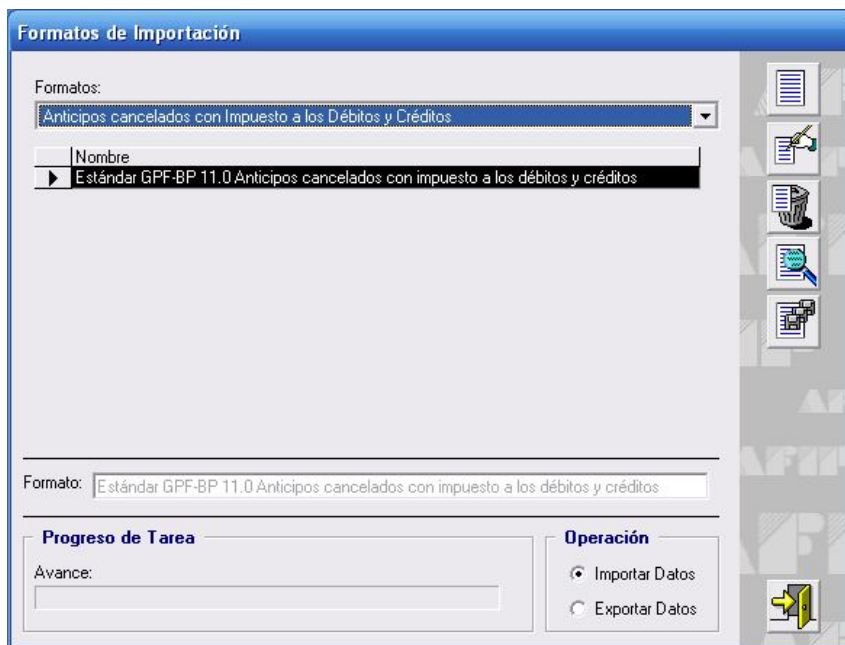 Formatos de Importación
Formatos:
Anticipos cancelados con Impuesto a los Débitos y Créditos
Nombre
Estándar GPF-BP 11.0 Anticipos cancelados con impuesto a los débitos y créditos
Formato: Estándar GPF-BP 11.0 Anticipos cancelados con impuesto a los débitos y créditos
Progreso de Tarea
Avance:
Operación
Importar Datos
Exportar Datos